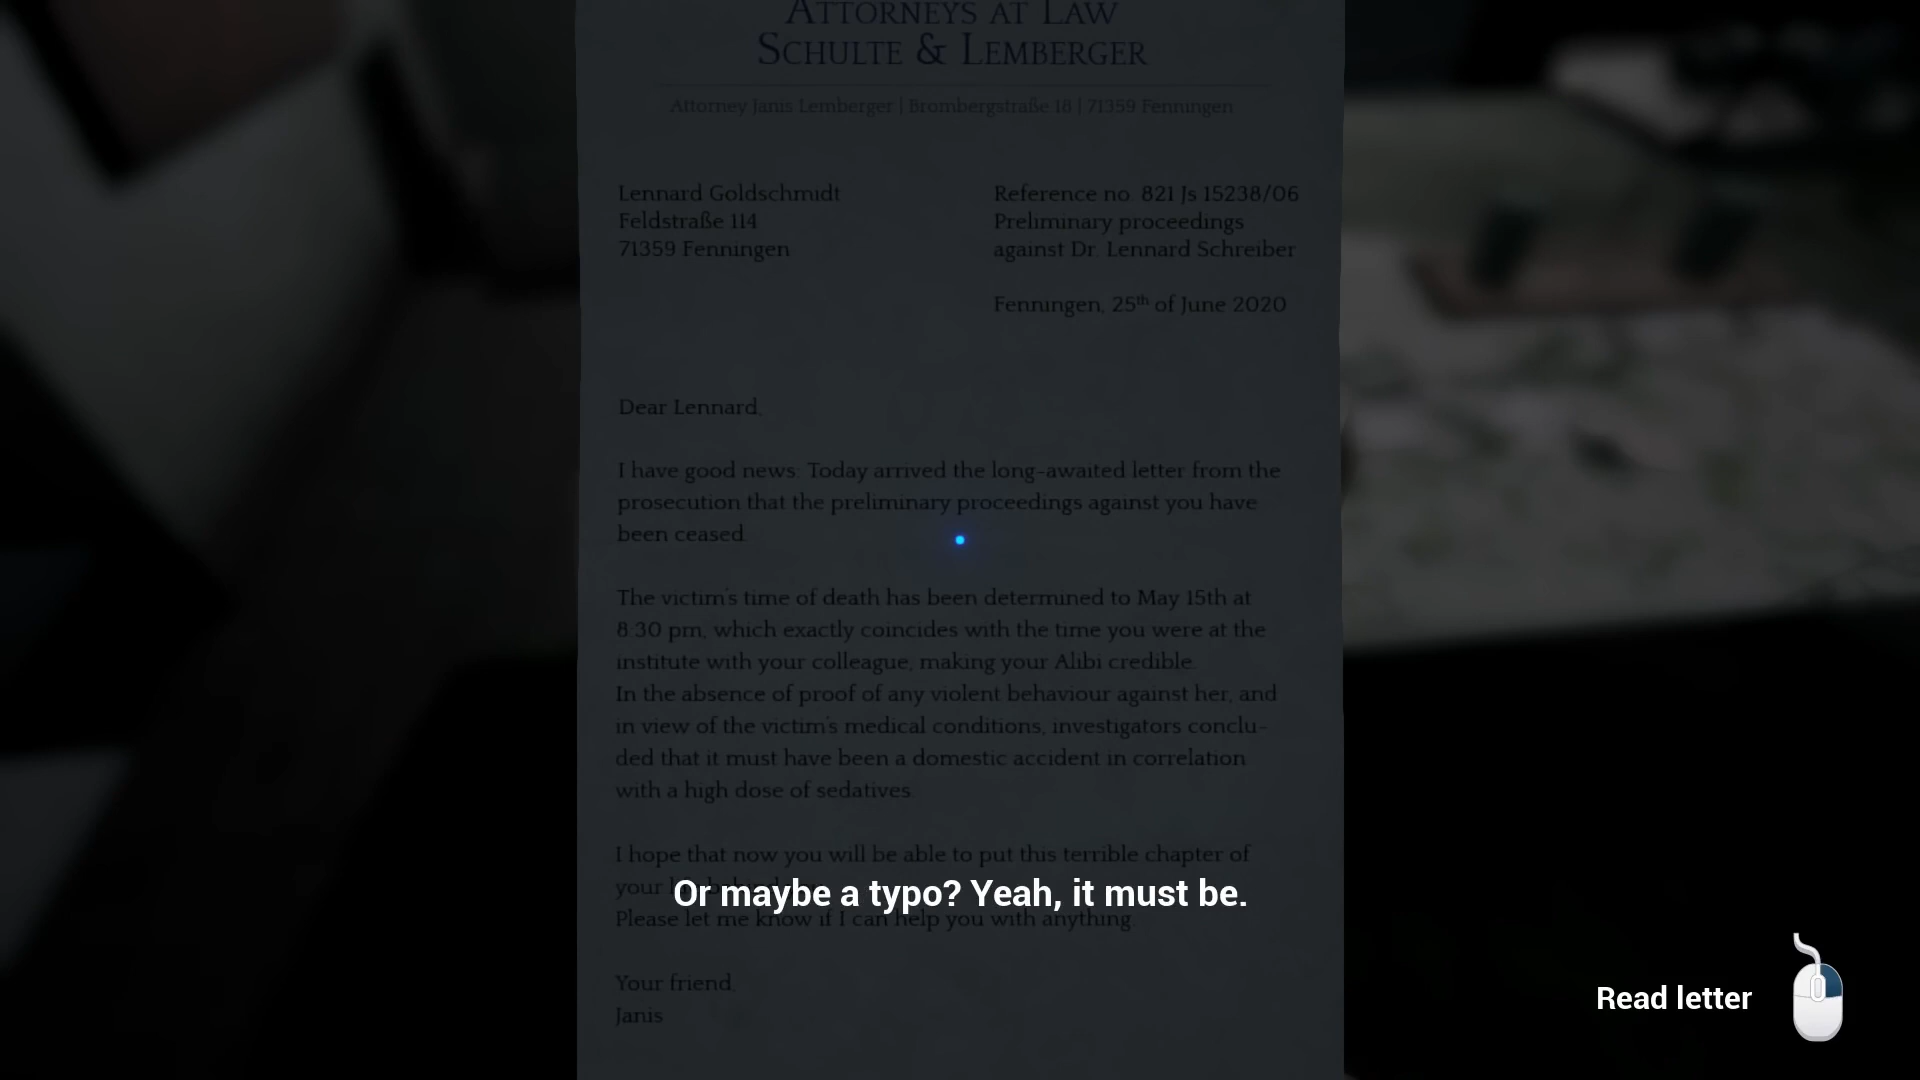 ATTORNEYS AT LAW
SCHULTE & LEMBERGER
Attorney Janis Lemberger | Brombergstraße 18 | 71359 Fenningen
Lennard Goldschmidt
Feldstraße 114
71359 Fenningen
Reference no. 821 Js 15238/06
Preliminary proceedings
against Dr. Lennard Schreiber
Fenningen, 25th of June 2020
Dear Lennard,
I have good news: Today arrived the long-awaited letter from the
prosecution that the preliminary proceedings against you have
been ceased.
The victim's time of death has been determined to May 15th at
8:30 pm, which exactly coincides with the time you were at the
institute with your colleague, making your Alibi credible.
In the absence of proof of any violent behaviour against her, and
in view of the victim's medical conditions, investigators conclu-
ded that it must have been a domestic accident in correlation
with a high dose of sedatives.
I hope that now you will be able to put this terrible chapter of
your
Or maybe a typo? Yeah, it must be.
Please let me know if I can help you with anything.
Your friend,
Janis
Read letter